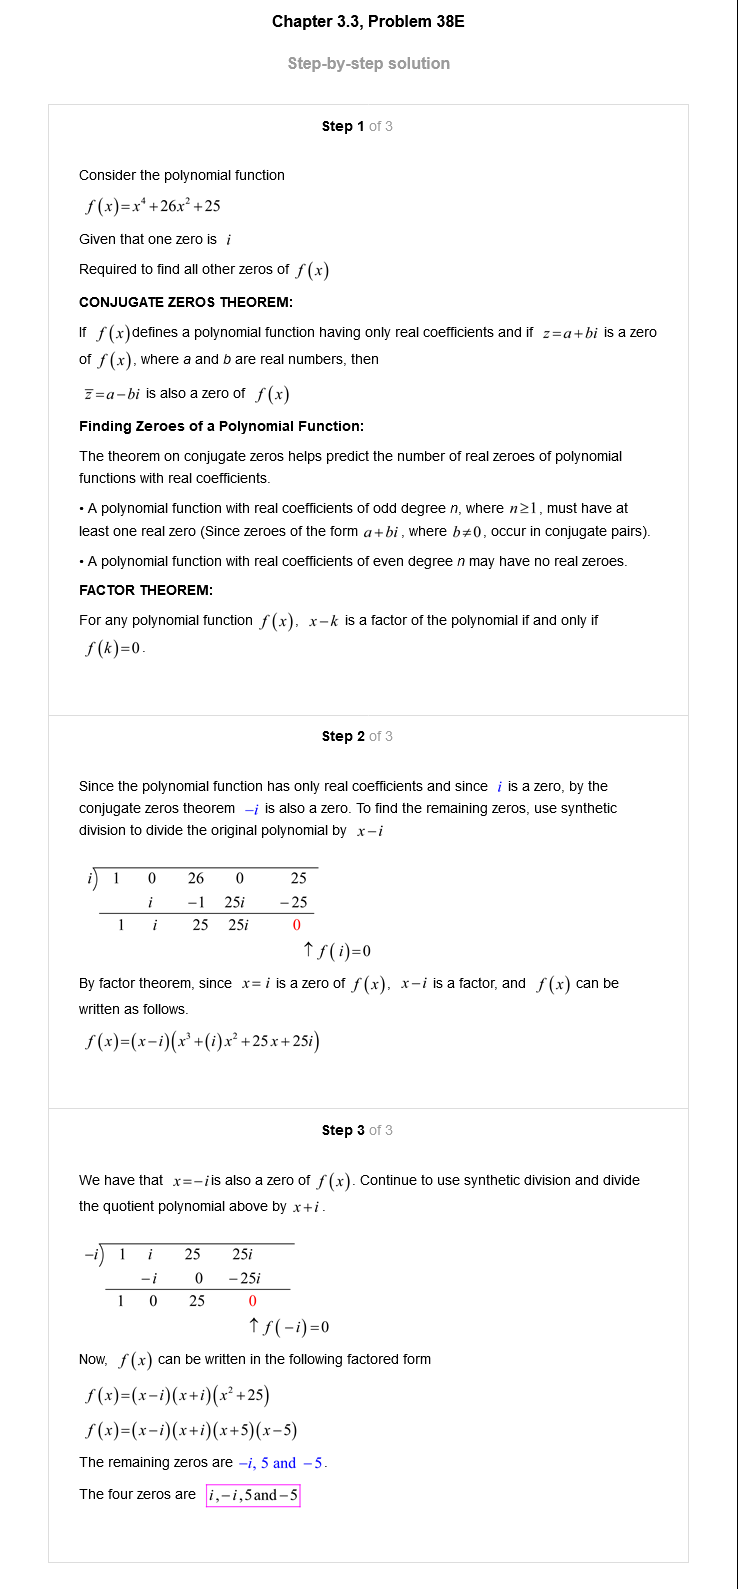 Chapter 3.3, Problem 38E
Step-by-step solution
Step 1 of 3
Consider the polynomial function
f(x)=x⁴+26x²+25
Given that one zero is i
Required to find all other zeros of f(x)
CONJUGATE ZEROS THEOREM:
If f(x)defines a polynomial function having only real coefficients and if z=a+bi is a zero
of f(x), where a and b are real numbers, then
z̅=a−bi is also a zero of f(x)
Finding Zeroes of a Polynomial Function:
The theorem on conjugate zeros helps predict the number of real zeroes of polynomial
functions with real coefficients.
• A polynomial function with real coefficients of odd degree n, where n≥1, must have at
least one real zero (Since zeroes of the form a+bi, where b≠0, occur in conjugate pairs).
• A polynomial function with real coefficients of even degree n may have no real zeroes.
FACTOR THEOREM:
For any polynomial function f(x), x−k is a factor of the polynomial if and only if
f(k)=0.
Step 2 of 3
Since the polynomial function has only real coefficients and since i is a zero, by the
conjugate zeros theorem −i is also a zero. To find the remaining zeros, use synthetic
division to divide the original polynomial by x−i
i) 1 0 26 0 25
i −1 25i −25
1 i 25 25i 0
↑ f(i)=0
By factor theorem, since x=i is a zero of f(x), x−i is a factor, and f(x) can be
written as follows.
f(x)=(x−i)(x³+(i)x²+25x+25i)
Step 3 of 3
We have that x=−i is also a zero of f(x). Continue to use synthetic division and divide
the quotient polynomial above by x+i.
−i) 1 i 25 25i
−i 0 −25i
1 0 25 0
↑ f(−i)=0
Now, f(x) can be written in the following factored form
f(x)=(x−i)(x+i)(x²+25)
f(x)=(x−i)(x+i)(x+5)(x−5)
The remaining zeros are −i, 5 and −5.
The four zeros are i,−i,5and−5